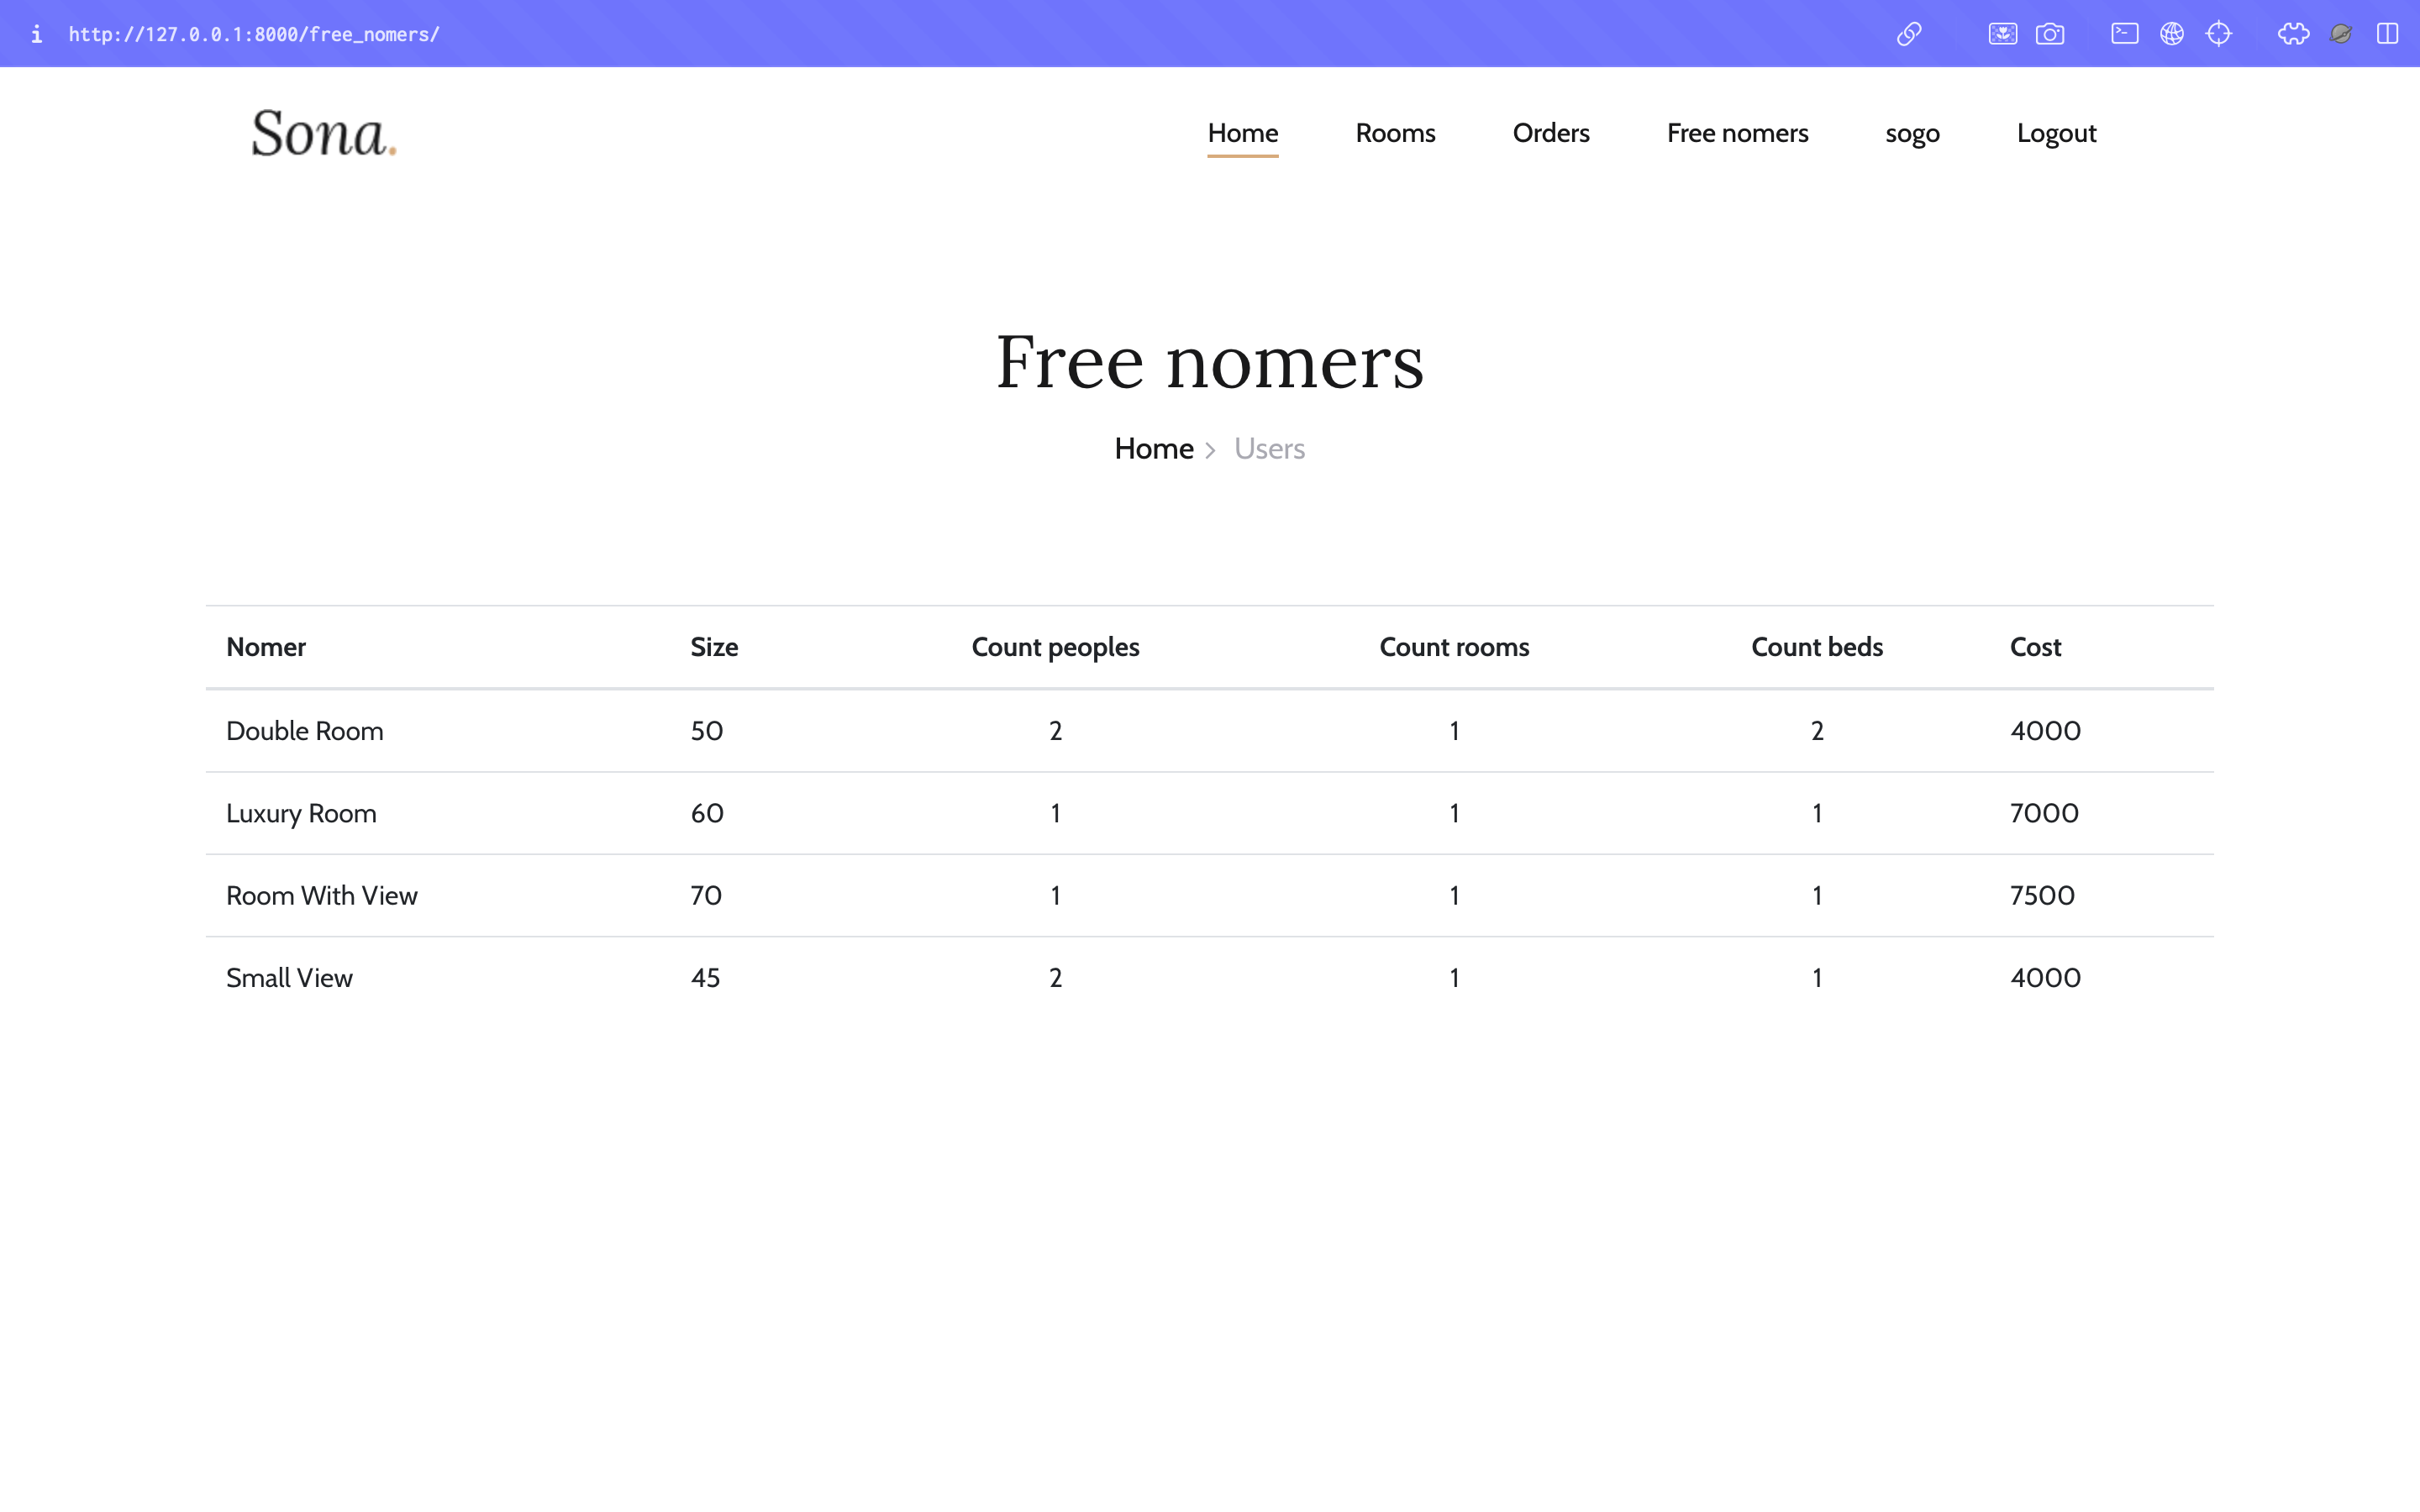 http://127.0.0.1:8000/free_nomers/
Sona.
Home Rooms Orders Free nomers sogo Logout
Free nomers
Home > Users
Nomer Size Count peoples Count rooms Count beds Cost
Double Room 50 2 1 2 4000
Luxury Room 60 1 1 1 7000
Room With View 70 1 1 1 7500
Small View 45 2 1 1 4000